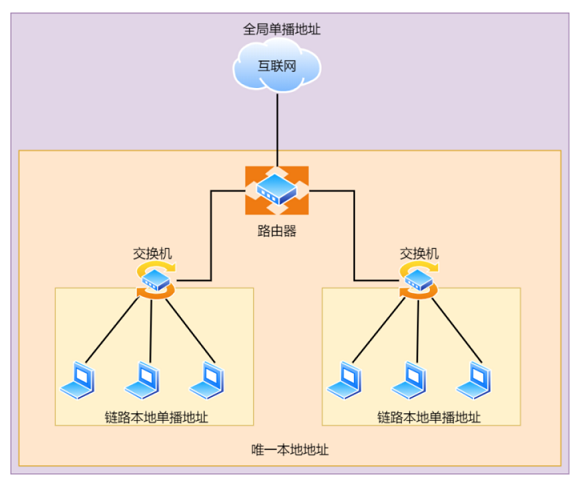 全局单播地址
互联网
路由器
交换机
交换机
链路本地单播地址
链路本地单播地址
唯一本地地址